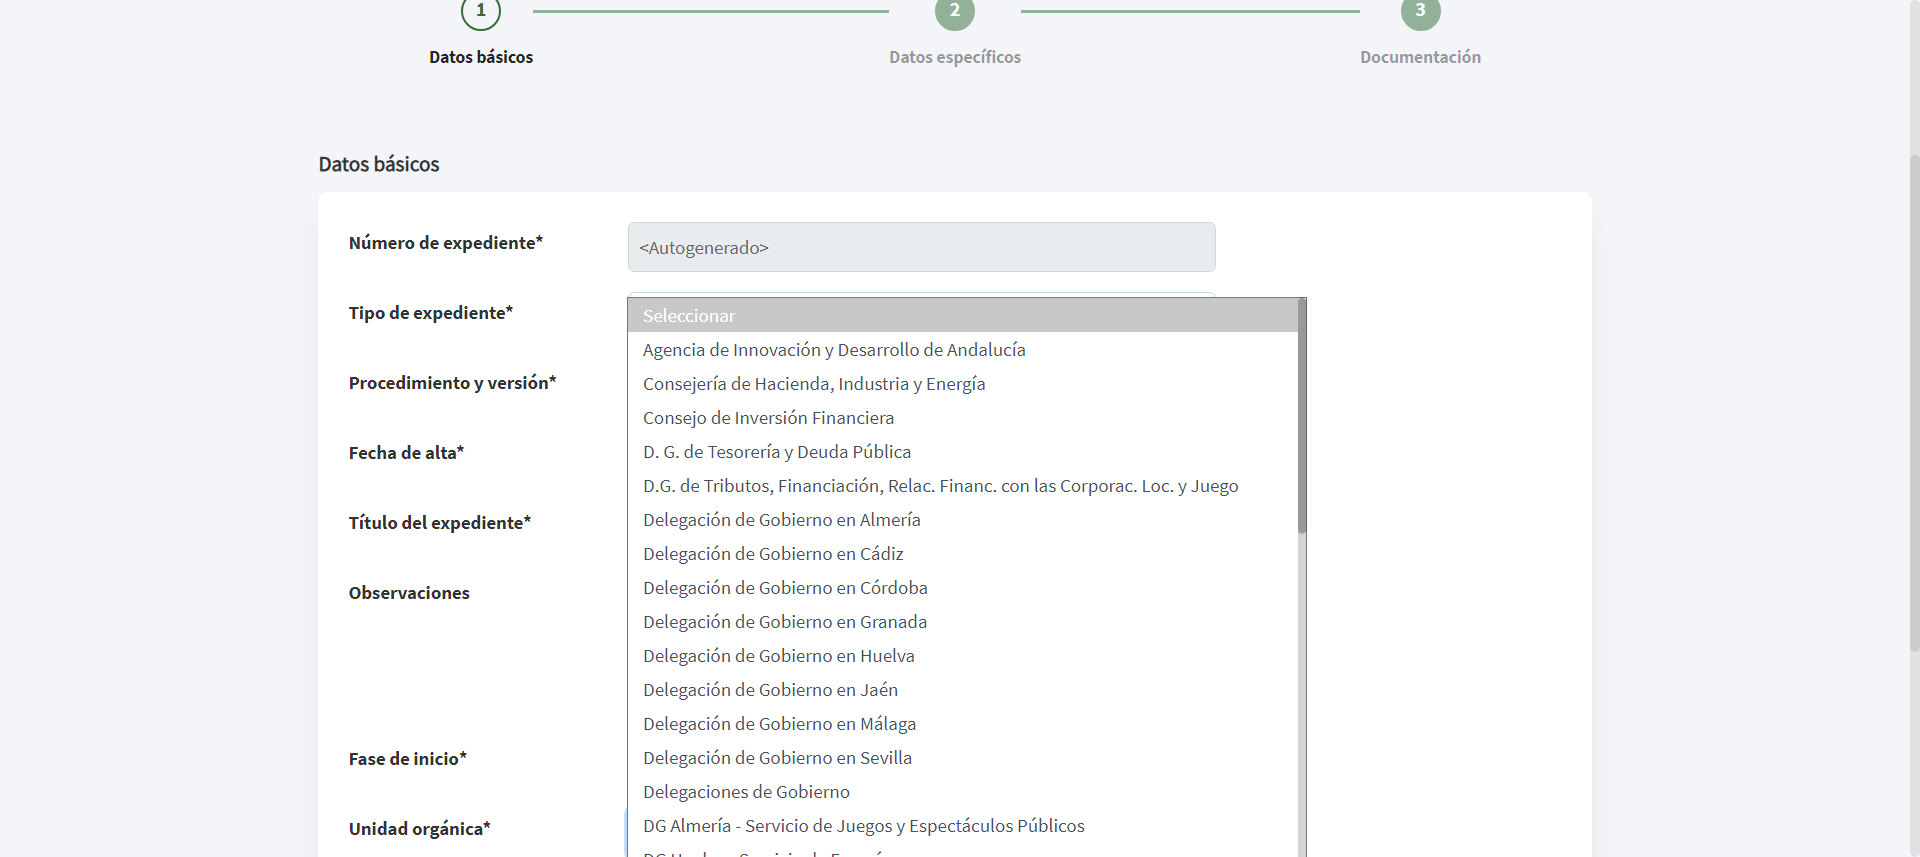 1
2
3
Datos básicos
Datos específicos
Documentación
Datos básicos
Número de expediente*
<Autogenerado>
Tipo de expediente*
Procedimiento y versión*
Fecha de alta*
Título del expediente*
Observaciones
Fase de inicio*
Unidad orgánica*
Seleccionar
Agencia de Innovación y Desarrollo de Andalucía
Consejería de Hacienda, Industria y Energía
Consejo de Inversión Financiera
D. G. de Tesorería y Deuda Pública
D.G. de Tributos, Financiación, Relac. Financ. con las Corporac. Loc. y Juego
Delegación de Gobierno en Almería
Delegación de Gobierno en Cádiz
Delegación de Gobierno en Córdoba
Delegación de Gobierno en Granada
Delegación de Gobierno en Huelva
Delegación de Gobierno en Jaén
Delegación de Gobierno en Málaga
Delegación de Gobierno en Sevilla
Delegaciones de Gobierno
DG Almería - Servicio de Juegos y Espectáculos Públicos